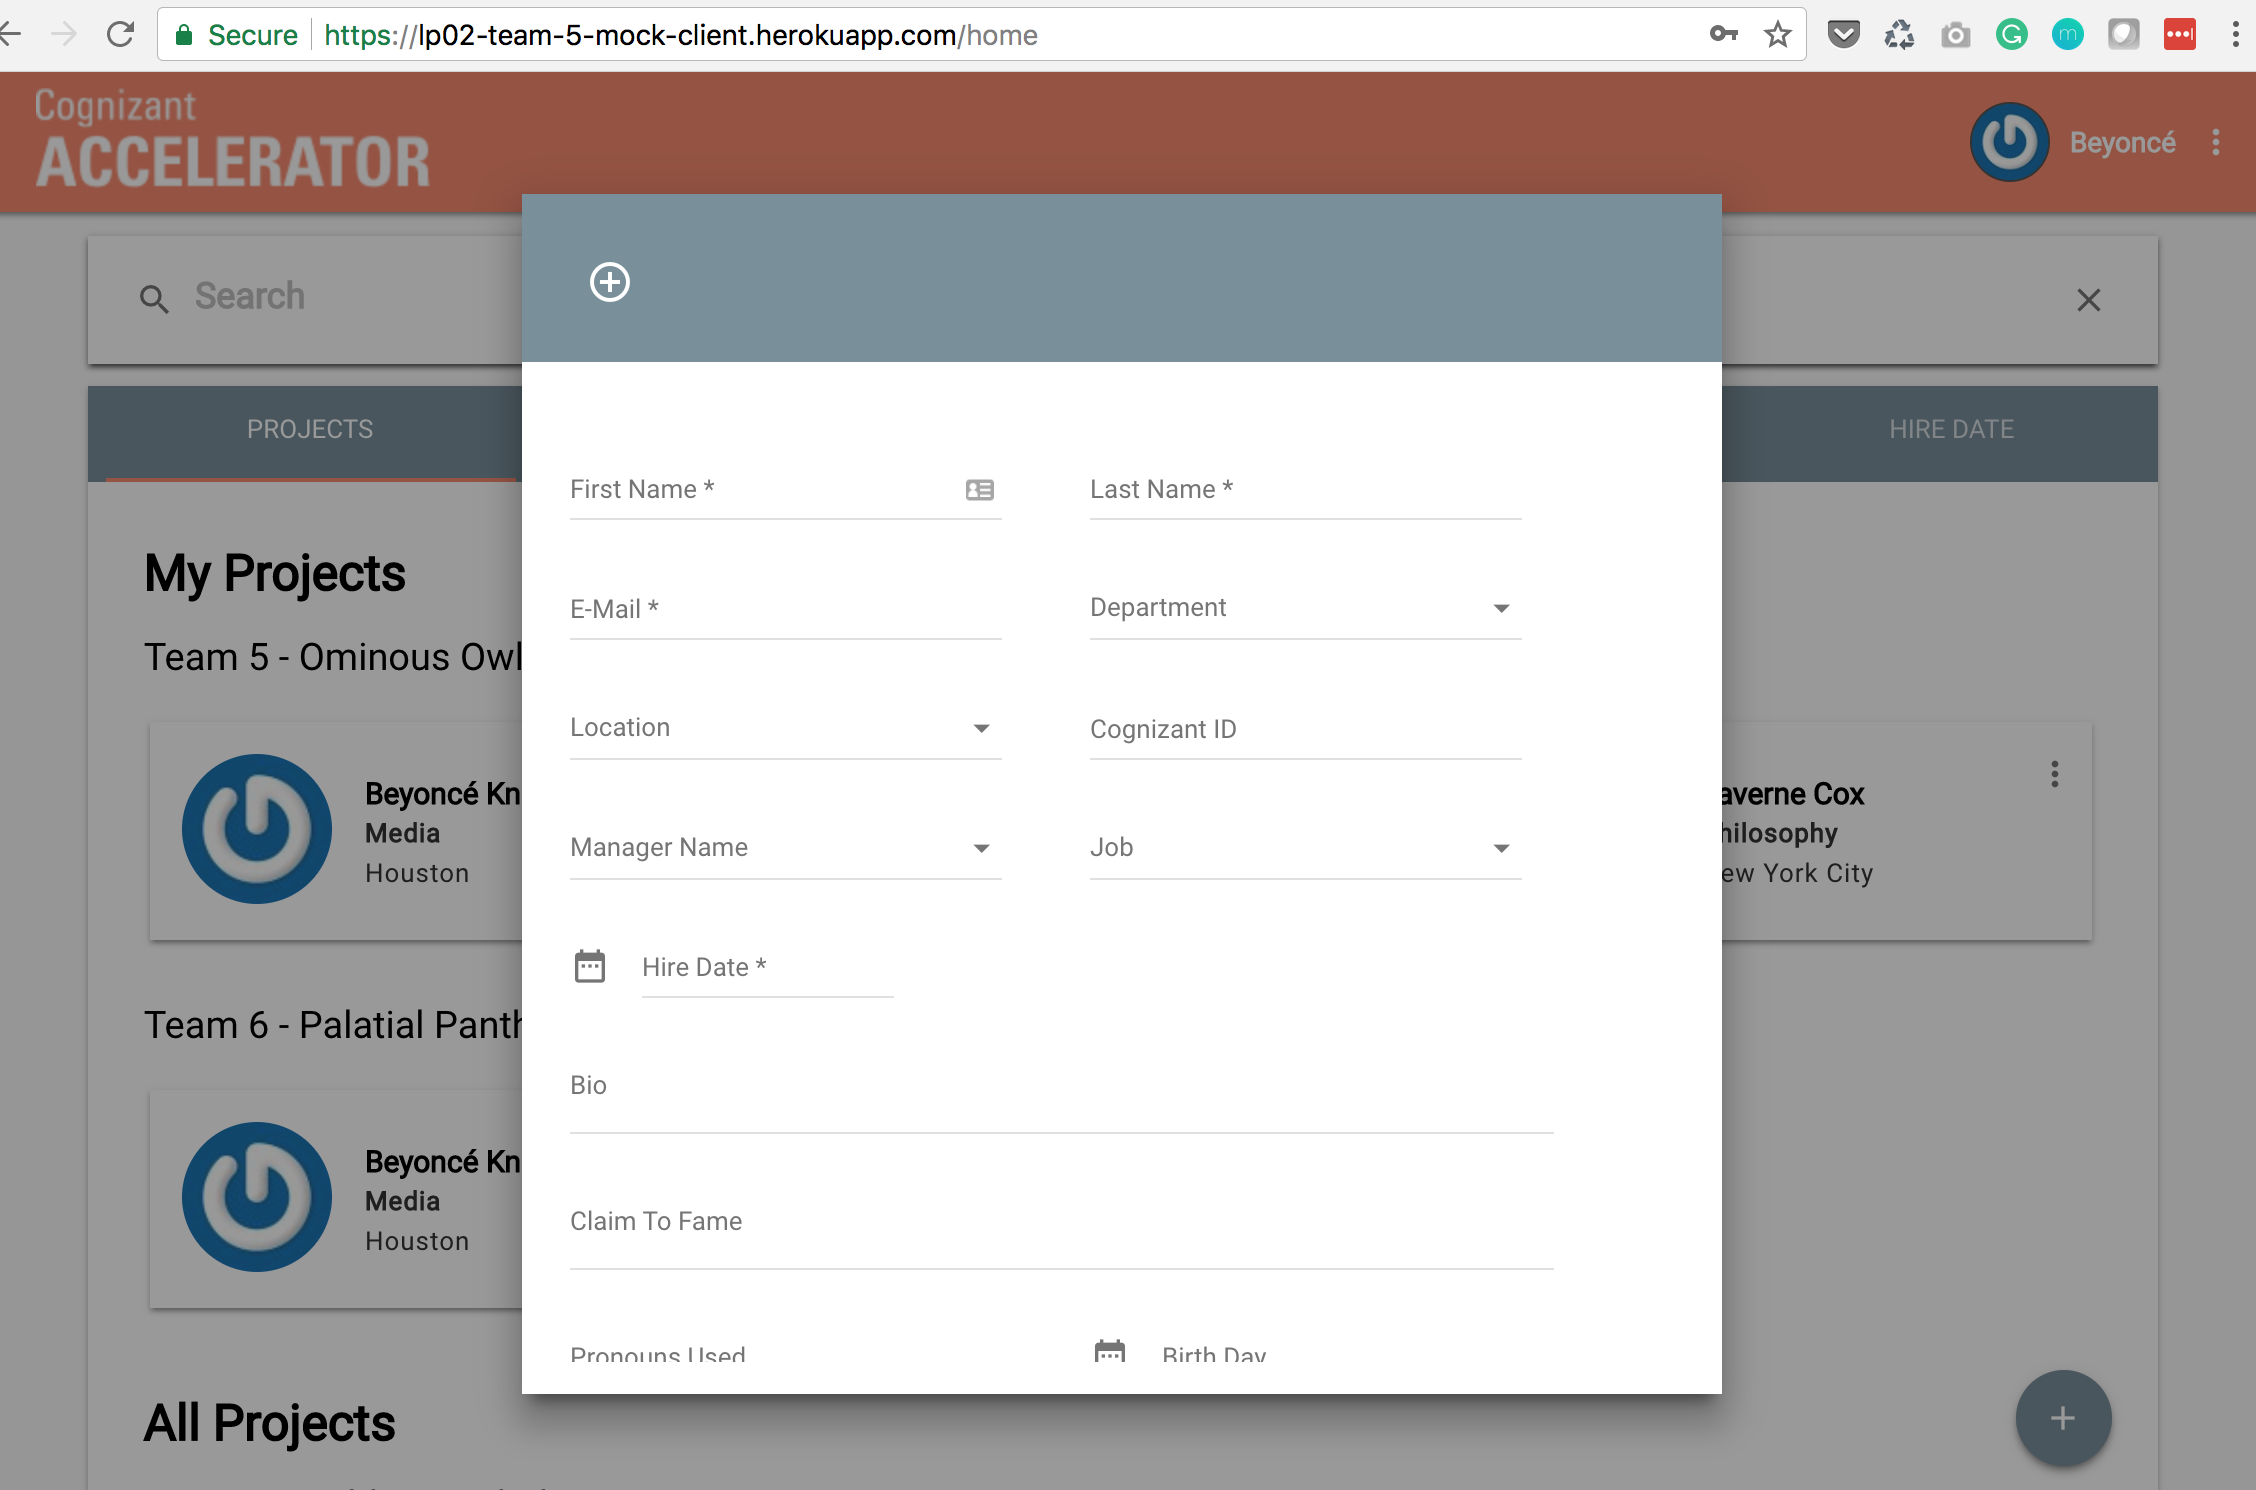 Secure https://lp02-team-5-mock-client.herokuapp.com/home
Cognizant
ACCELERATOR
Beyoncé
Search
PROJECTS
HIRE DATE
First Name *
Last Name *
My Projects
E-Mail *
Department
Team 5 - Ominous Owl
Location
Cognizant ID
Beyoncé Kn
Media
Houston
averne Cox
hilosophy
ew York City
Manager Name
Job
Hire Date *
Team 6 - Palatial Panth
Bio
Beyoncé Kn
Media
Houston
Claim To Fame
Pronouns Used
Birth Day
All Projects